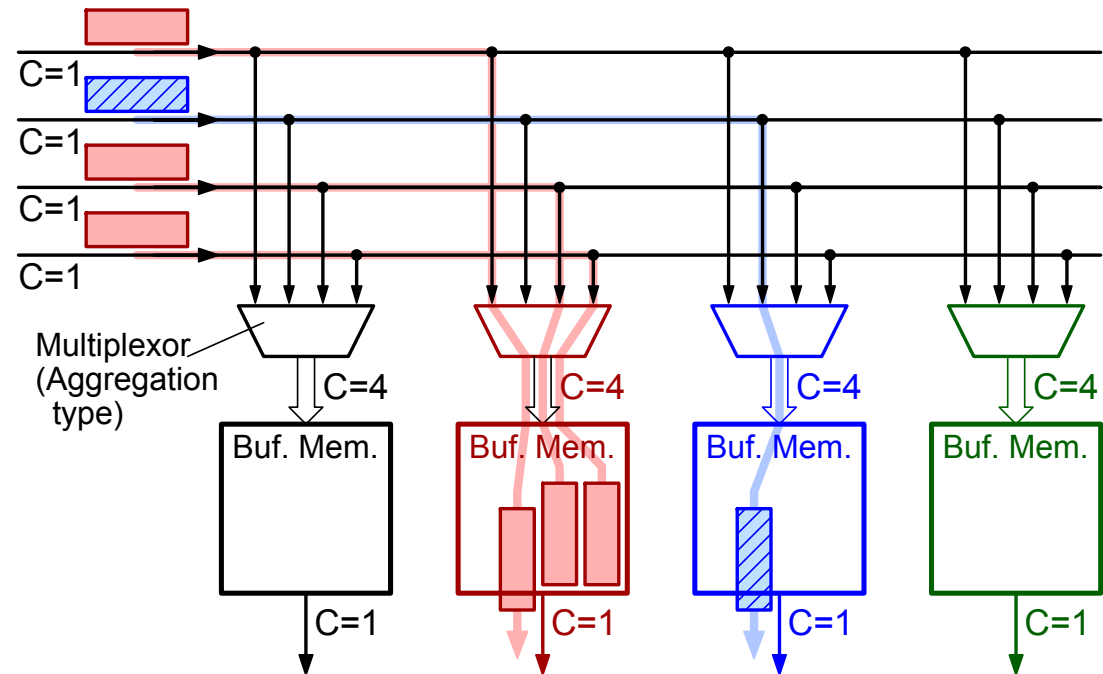 C=1
C=1
C=1
C=1
Multiplexor
(Aggregation
type)
C=4
C=4
C=4
C=4
Buf. Mem.
Buf. Mem.
Buf. Mem.
Buf. Mem.
C=1
C=1
C=1
C=1